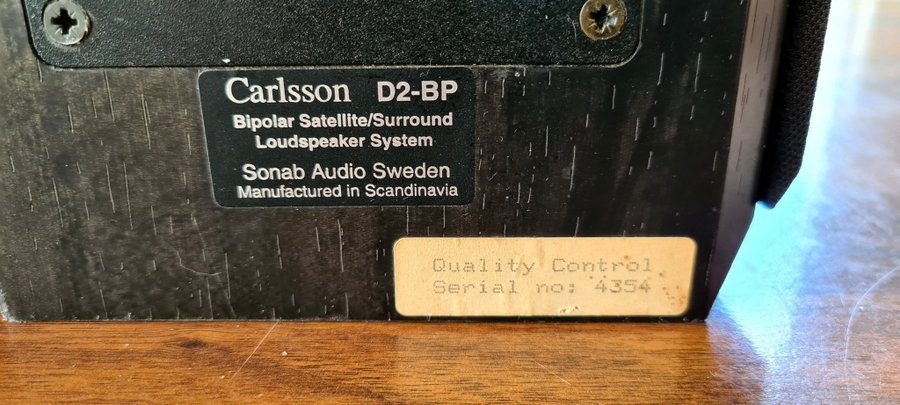 Carlsson D2-BP
Bipolar Satellite/Surround
Loudspeaker System
Sonab Audio Sweden
Manufactured in Scandinavia
Quality Control
Serial no: 4354